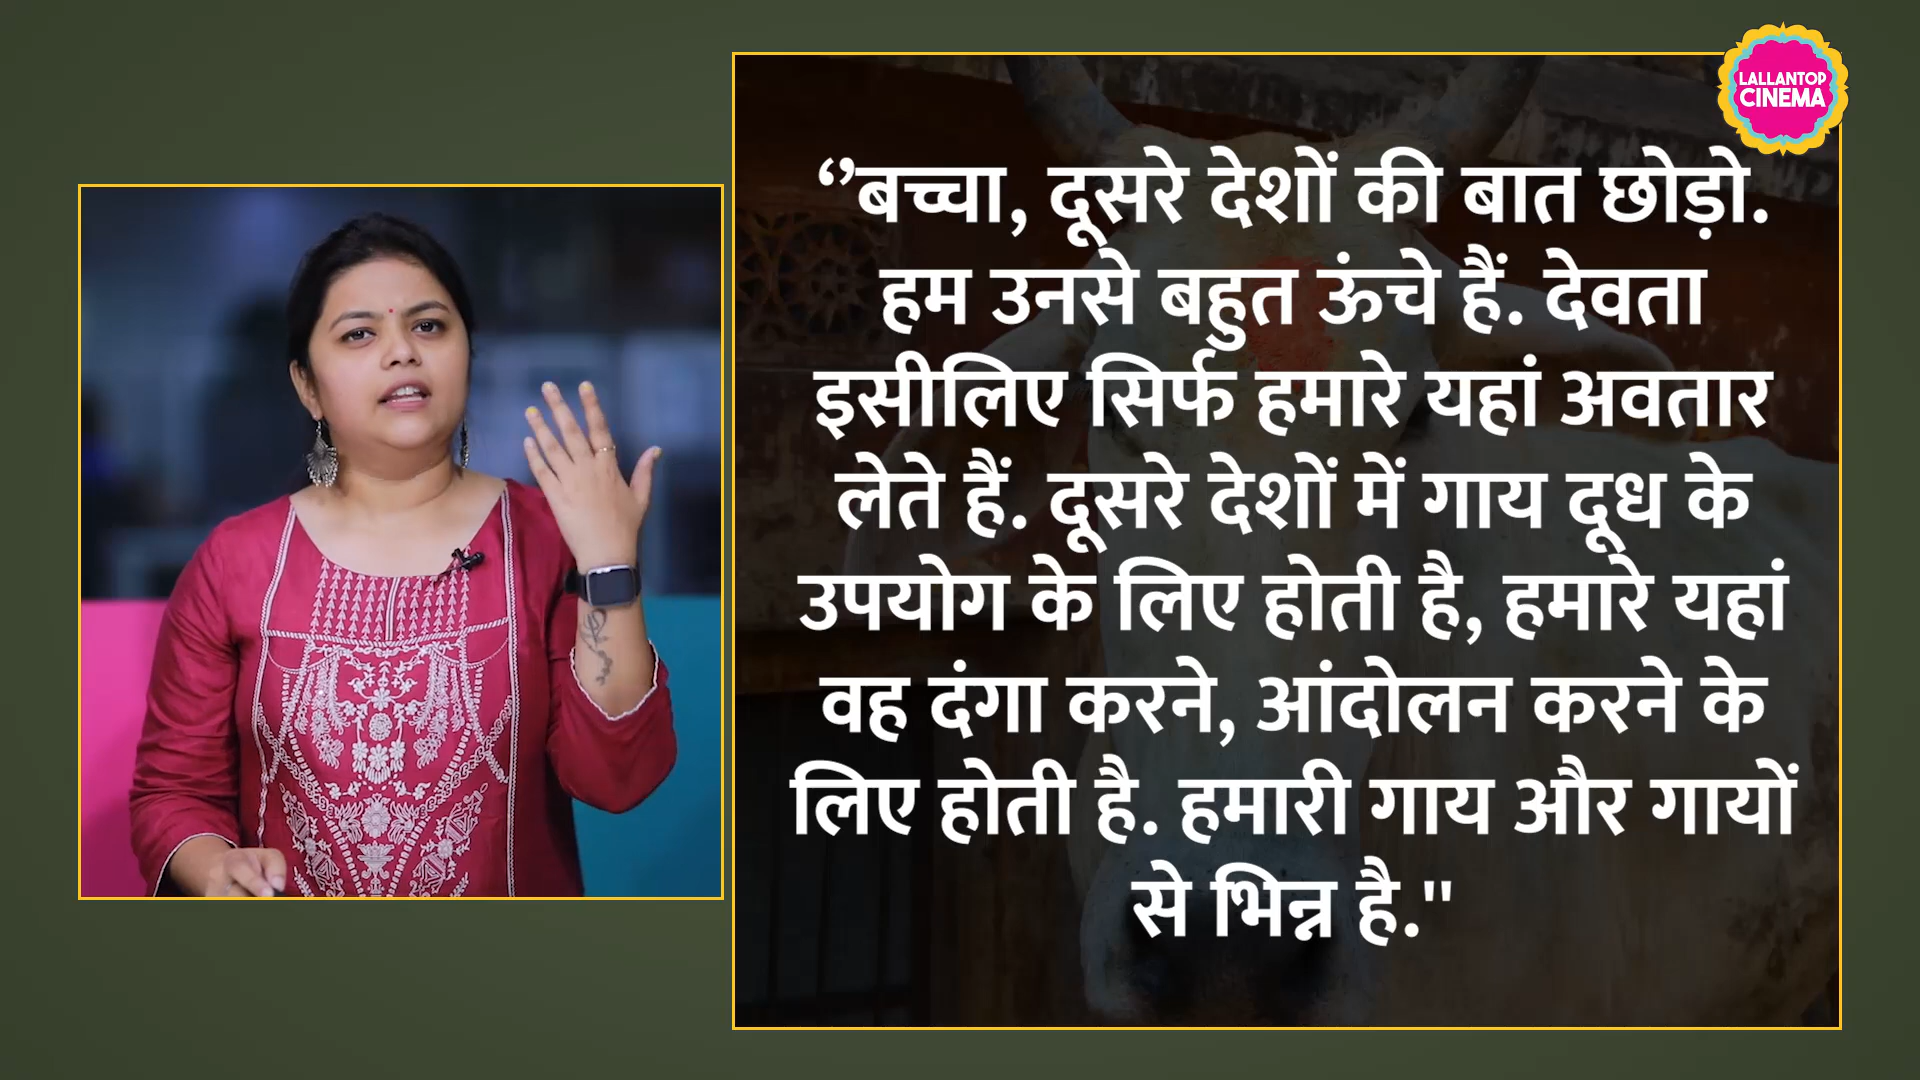 LALLANTOP
CINEMA
‘’बच्चा, दूसरे देशों की बात छोड़ो.
हम उनसे बहुत ऊंचे हैं. देवता
इसीलिए सिर्फ हमारे यहां अवतार
लेते हैं. दूसरे देशों में गाय दूध के
उपयोग के लिए होती है, हमारे यहां
वह दंगा करने, आंदोलन करने के
लिए होती है. हमारी गाय और गायों
से भिन्न है."